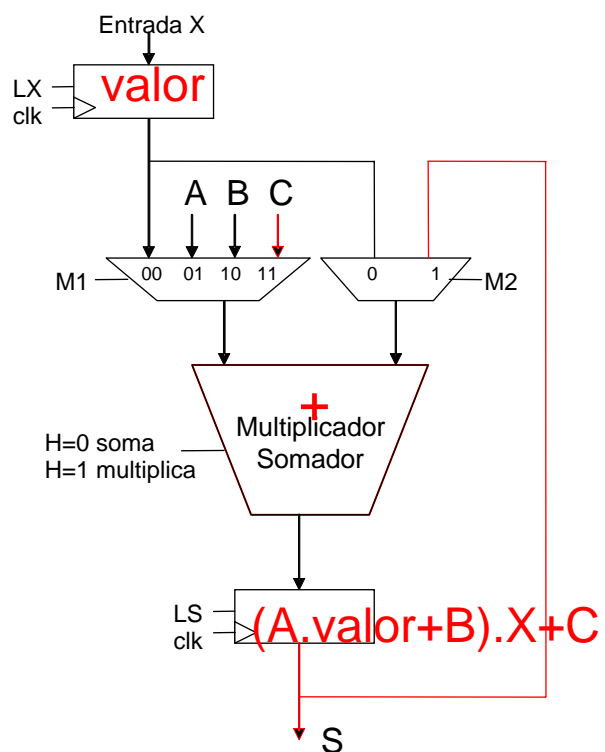 Entrada X
valor
LX
clk
A B C
00 01 10 11
0 1
M1
M2
+
Multiplicador
Somador
H=0 soma
H=1 multiplica
LS
clk
(A.valor+B).X+C
S